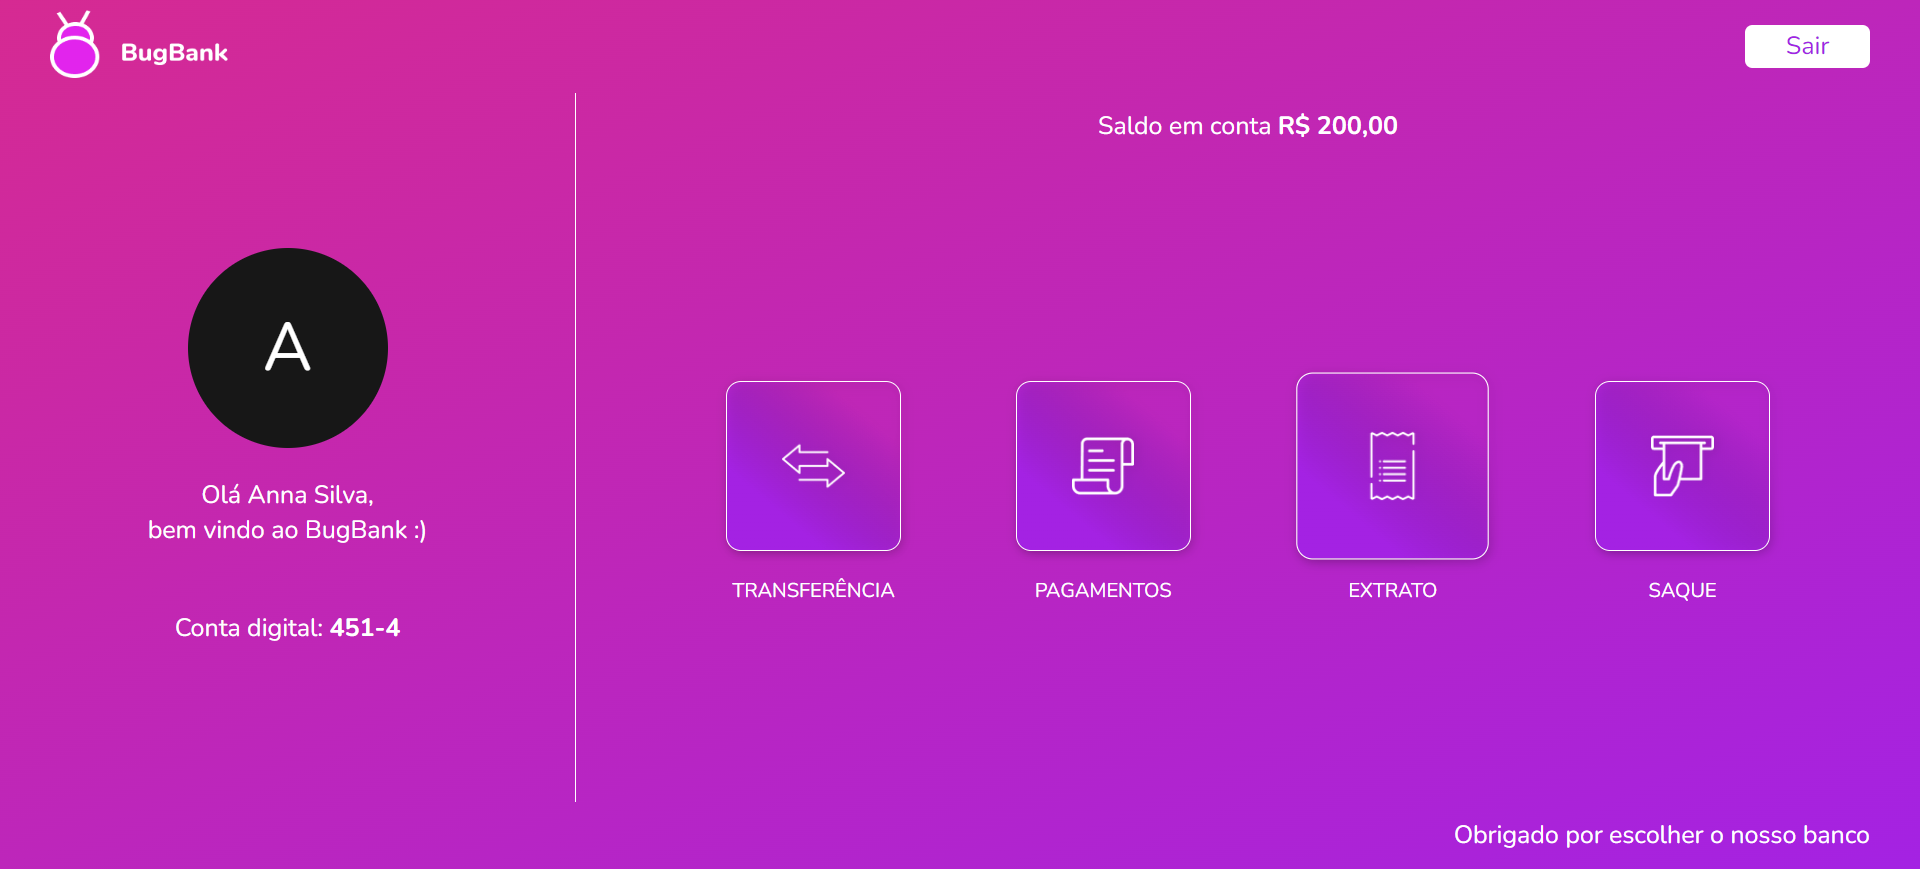 BugBank
Sair
Saldo em conta R$ 200,00
A
Olá Anna Silva,
bem vindo ao BugBank :)
Conta digital: 451-4
TRANSFERÊNCIA
PAGAMENTOS
EXTRATO
SAQUE
Obrigado por escolher o nosso banco